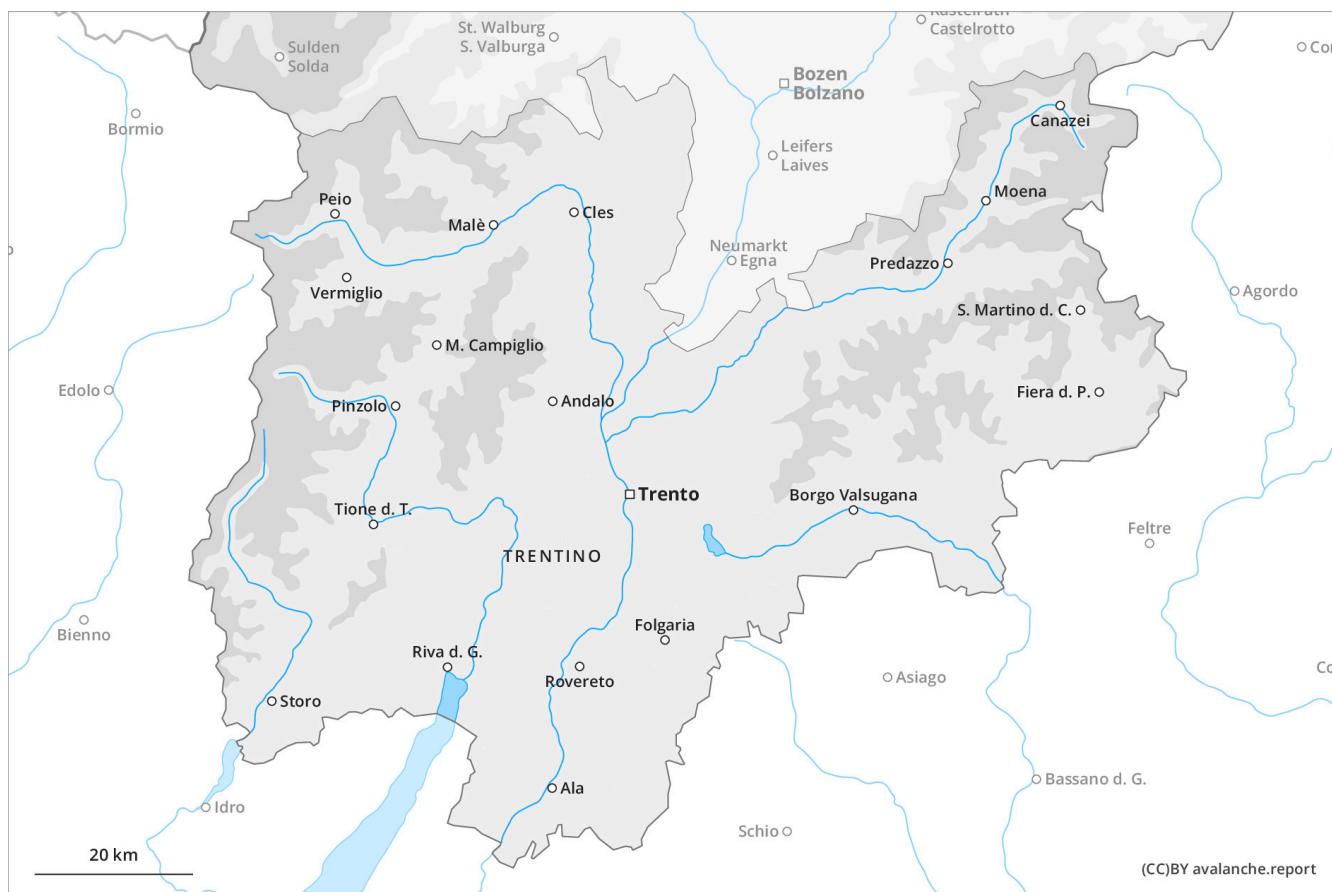 Kastelruth
Castelrotto
St. Walburg
S. Valburga
Sulden
Solda
Bozen
Bolzano
Canazei
Bormio
Leifers
Laives
Moena
Peio
Malè
Cles
Neumarkt
Egna
Predazzo
Vermiglio
Agordo
S. Martino d. C.
M. Campiglio
Edolo
Pinzolo
Andalo
Fiera d. P.
Trento
Borgo Valsugana
Tione d. T.
Feltre
TRENTINO
Bienno
Folgaria
Riva d. G.
Rovereto
Asiago
Storo
Ala
Bassano d. G.
Idro
Schio
20 km
(CC)BY avalanche.report